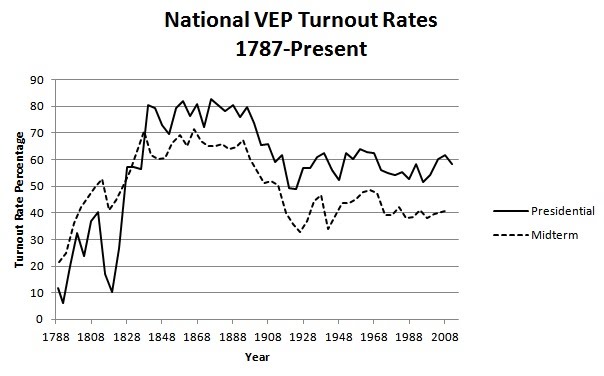 National VEP Turnout Rates
1787-Present
Turnout Rate Percentage
90
80
70
60
50
40
30
20
10
0
1788 1808 1828 1848 1868 1888 1908 1928 1948 1968 1988 2008
Year
Presidential
Midterm